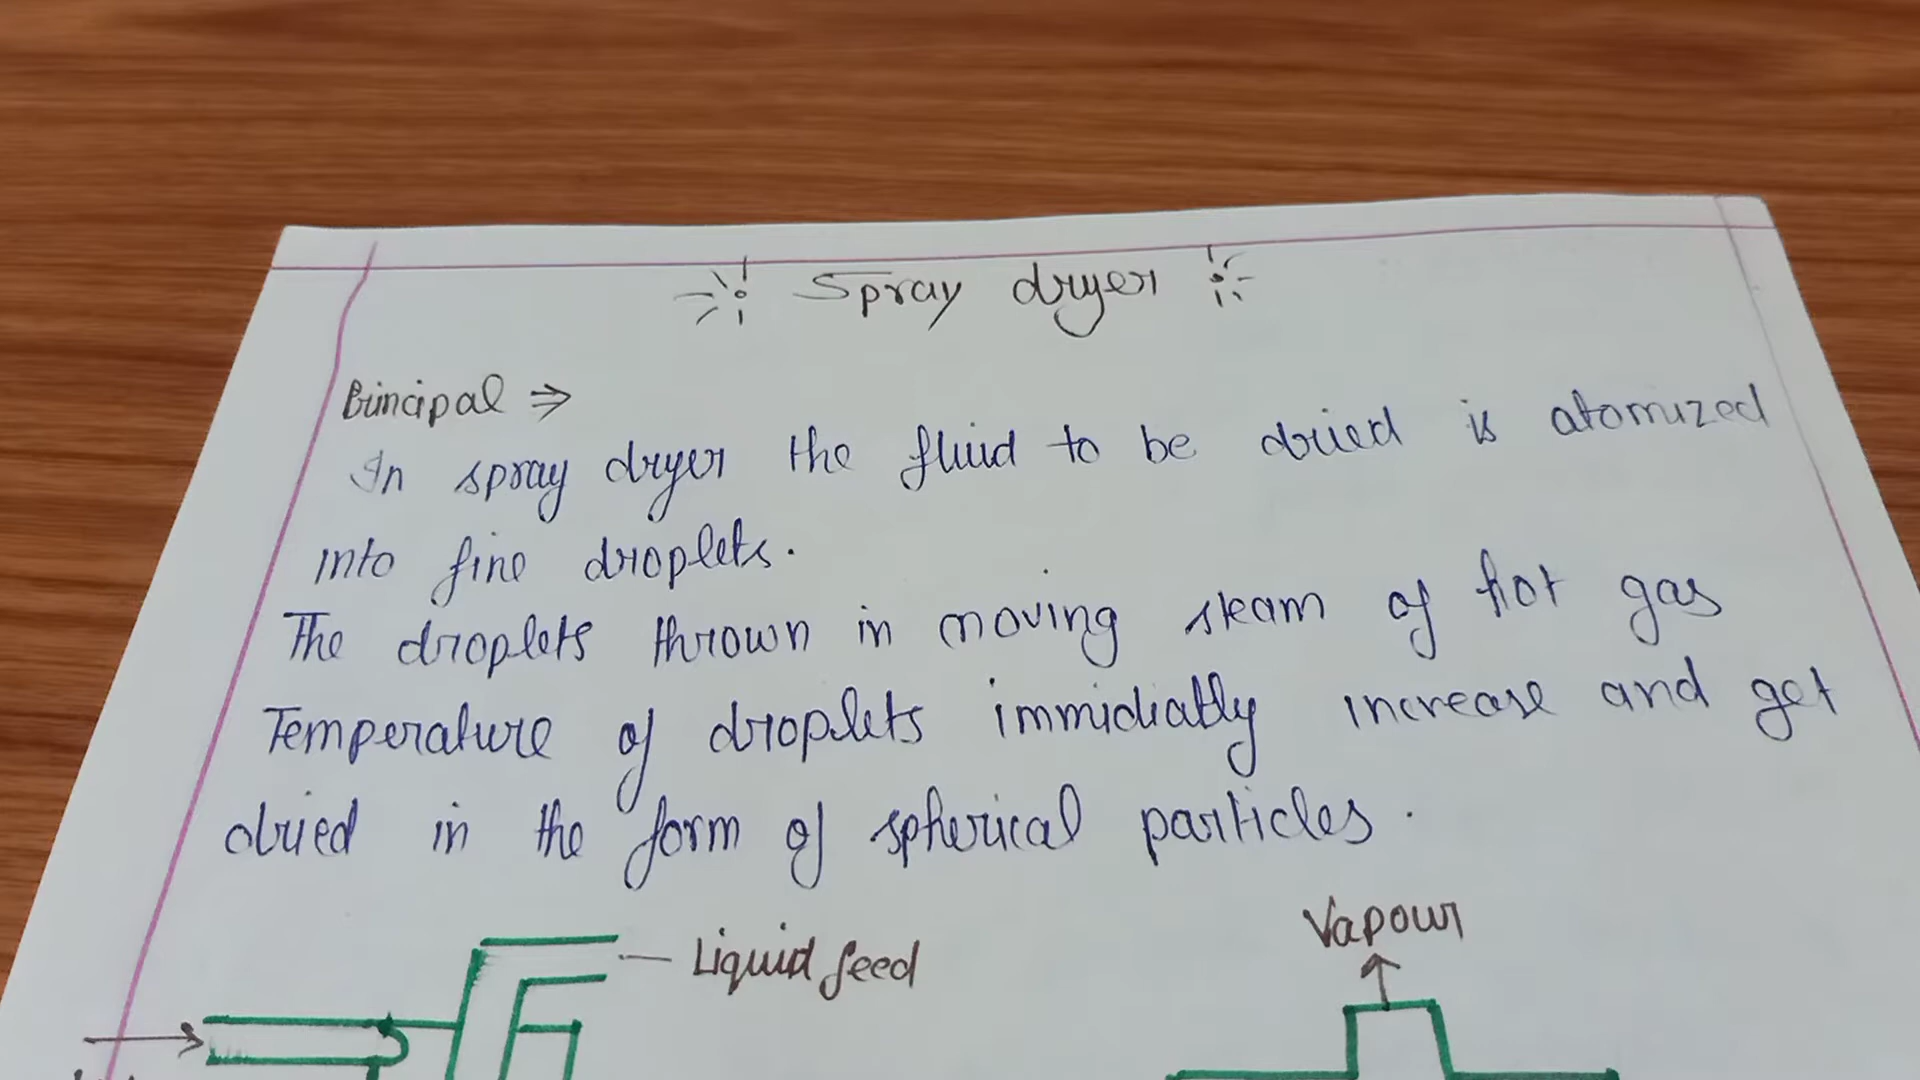 Spray dryer
Principal ⇒
In spray dryer the fluid to be dried is atomized
into fine droplets.
The droplets thrown in moving steam of hot gas
Temperature of droplets immidiatly increase and get
dried in the form of spherical particles.
Vapour
Liquid feed